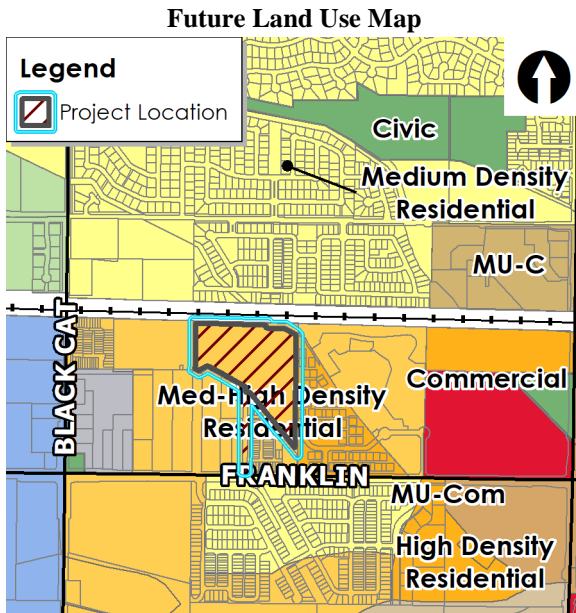 Future Land Use Map
Legend
Project Location
Civic
Medium Density
Residential
MU-C
BLACK CAT
Commercial
Med-High Density
Residential
FRANKLIN
MU-Com
High Density
Residential